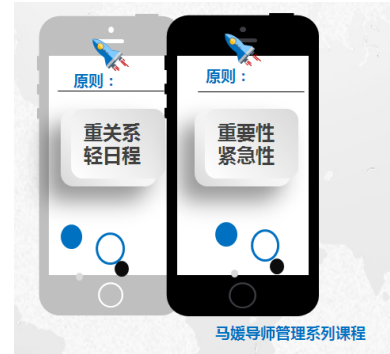 原则：
重关系
轻日程
原则：
重要性
紧急性
马媛导师管理系列课程